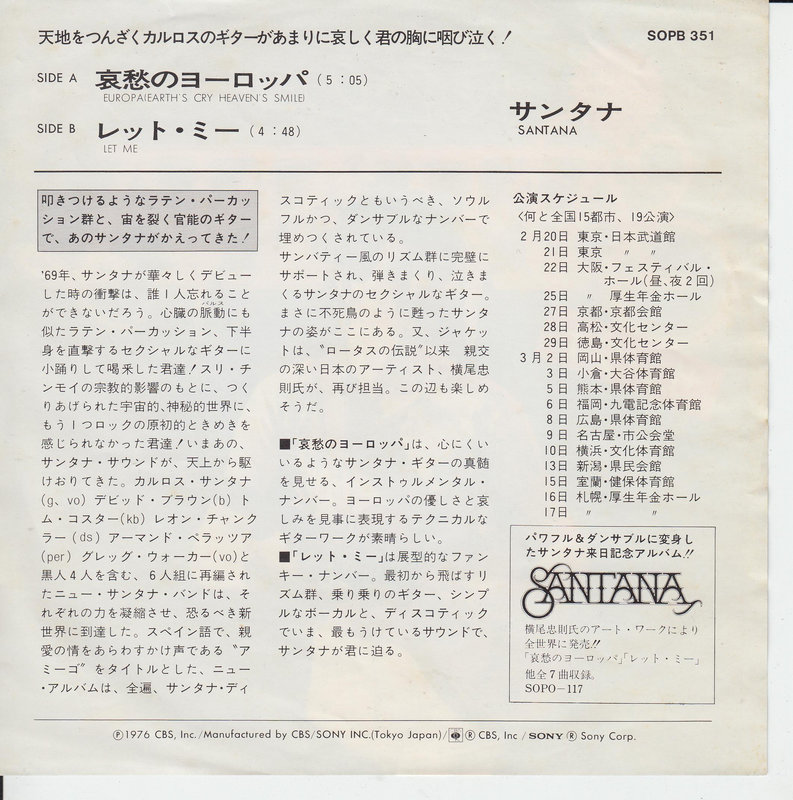 天地をつんざくカルロスのギターがあまりに哀しく君の胸に咽び泣く!
SOPB 351
SIDE A 哀愁のヨーロッパ (5:05)
EUROPA(EARTH'S CRY HEAVEN'S SMILE)
SIDE B レット・ミー (4:48)
LET ME
サンタナ
SANTANA
叩きつけるようなラテン・パーカッ
ション群と、宙を裂く官能のギター
で、あのサンタナがかえってきた!
'69年、サンタナが華々しくデビュー
した時の衝撃は、誰1人忘れること
ができないだろう。心臓の脈動にも
パルス
似たラテン・パーカッション、下半
身を直撃するセクシャルなギターに
小踊りして喝釆した君達!スリ・チ
ンモイの宗教的影響のもとに、つく
りあげられた宇宙的、神秘的世界に、
もう1つロックの原初的ときめきを
感じられなかった君達!いまあの、
サンタナ・サウンドが、天上から駆
けおりてきた。カルロス・サンタナ
(g、vo) デビッド・ブラウン(b) ト
ム・コスター(kb) レオン・チャンク
ラー(ds) アーマンド・ペラッツア
(per) グレッグ・ウォーカー(vo)と
黒人4人を含む、6人組に再編され
たニュー・サンタナ・バンドは、そ
れぞれの力を凝縮させ、恐るべき新
世界に到達した。スペイン語で、親
愛の情をあらわすかけ声である〝ア
ミーゴ〟をタイトルとした、ニュー
・アルバムは、全遍、サンタナ・ディ
スコティックともいうべき、ソウル
フルかつ、ダンサブルなナンバーで
埋めつくされている。
サンバティー風のリズム群に完璧に
サポートされ、弾きまくり、泣きま
くるサンタナのセクシャルなギター。
まさに不死鳥のように甦ったサンタ
ナの姿がここにある。又、ジャケッ
トは、〝ロータスの伝説〟以来 親交
の深い日本のアーティスト、横尾忠
則氏が、再び担当。この辺も楽しめ
そうだ。
■「哀愁のヨーロッパ」は、心にくい
いるようなサンタナ・ギターの真髄
を見せる、インストゥルメンタル・
ナンバー。ヨーロッパの優しさと哀
しみを見事に表現するテクニカルな
ギターワークが素晴らしい。
■「レット・ミー」は展型的なファン
キー・ナンバー。最初から飛ばすリ
ズム群、乗り乗りのギター、シンプ
ルなボーカルと、ディスコティック
でいま、最もうけているサウンドで、
サンタナが君に迫る。
公演スケジュール
<何と全国15都市、19公演>
2月20日 東京・日本武道館
21日 東京 〃 〃
22日 大阪・フェスティバル・
ホール(昼、夜2回)
25日 〃 厚生年金ホール
27日 京都・京都会館
28日 高松・文化センター
29日 徳島・文化センター
3月2日 岡山・県体育館
3日 小倉・大谷体育館
5日 熊本・県体育館
6日 福岡・九電記念体育館
8日 広島・県体育館
9日 名古屋・市公会堂
10日 横浜・文化体育館
13日 新潟・県民会館
15日 室蘭・健保体育館
16日 札幌・厚生年金ホール
17日 〃 〃
パワフル&ダンサブルに変身し
たサンタナ来日記念アルバム!!
SANTANA
横尾忠則氏のアート・ワークにより
全世界に発売!!
「哀愁のヨーロッパ」「レット・ミー」
他全7曲収録。
SOPO-117
Ⓟ1976 CBS, Inc./Manufactured by CBS/SONY INC.(Tokyo Japan)/ ® CBS, Inc / SONY ® Sony Corp.